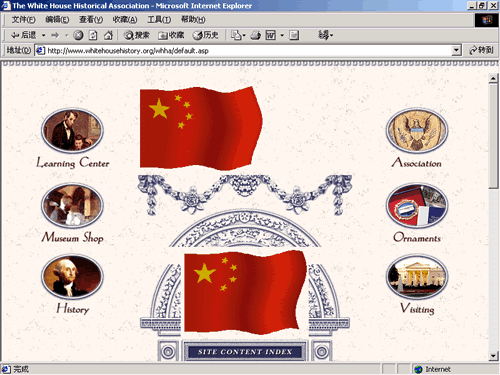 The White House Historical Association - Microsoft Internet Explorer
文件(F) 编辑(E) 查看(V) 收藏(A) 工具(T) 帮助(H)
后退 搜索 收藏 历史
地址(D) http://www.whitehousehistory.org/whha/default.asp 转到
Learning Center
Association
Museum Shop
Ornaments
History
Visiting
SITE CONTENT INDEX
完成 Internet